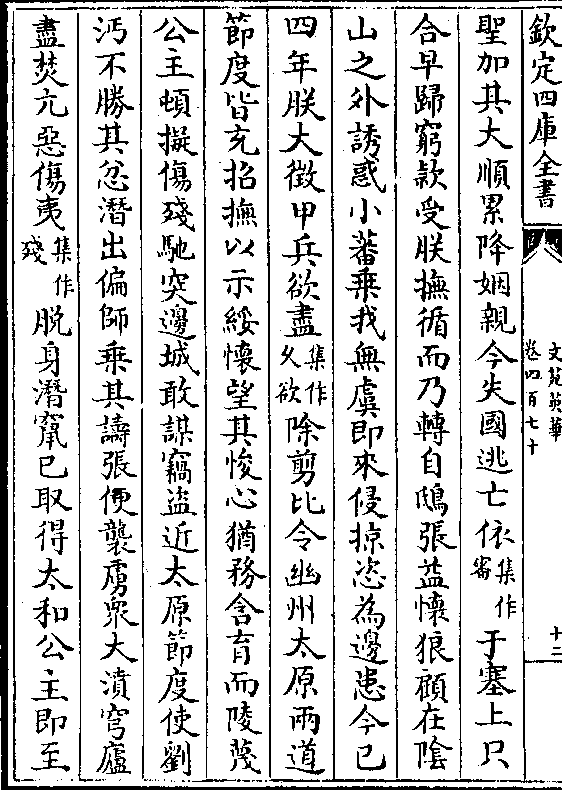 欽定四庫全書
文苑英華
卷四百七十
十二
聖加其大順累降姻親今失國逃亡依集作寄于塞上只
合早歸窮款受朕撫循而乃轉自鴟張益懷狼顧在陰
山之外誘惑小蕃乗我無虞即來侵掠恣為邊患今已
四年朕大徴甲兵欲盡集作久欲除剪比令幽州太原兩道
節度皆充招撫以示綏懷望其悛心猶務含育而陵蔑
公主頓擬傷殘馳突邊城敢謀竊盜近太原節度使劉
沔不勝其忿潛出偏師乗其譸張便襲虜衆大潰穹廬
盡焚亢惡傷夷集作殘脱身潛竄已取得太和公主即至